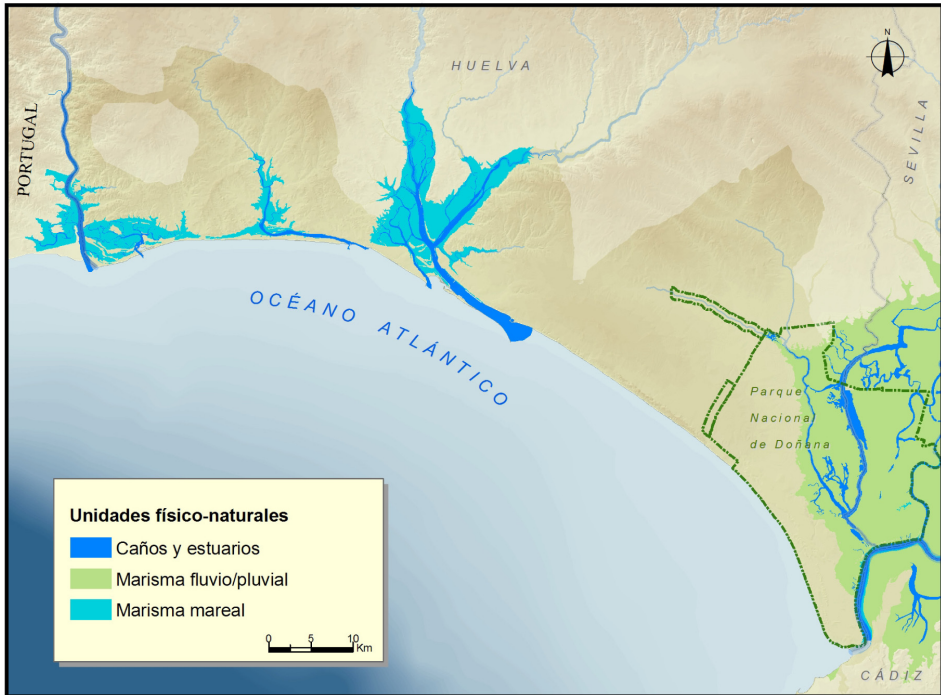 N
HUELVA
SEVILLA
PORTUGAL
OCÉANO ATLÁNTICO
Parque
Nacional
de Doñana
Unidades físico-naturales
Caños y estuarios
Marisma fluvio/pluvial
Marisma mareal
0 5 10
Km
CÁDIZ